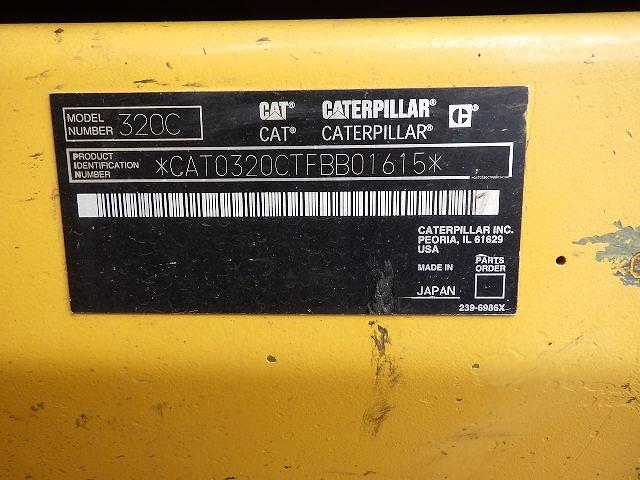 MODEL NUMBER 320C
CAT® CATERPILLAR® C
CAT® CATERPILLAR®
PRODUCT IDENTIFICATION NUMBER *CAT0320CTFBB01615*
CATERPILLAR INC.
PEORIA, IL 61629
USA
MADE IN
JAPAN
PARTS ORDER
239-6986X